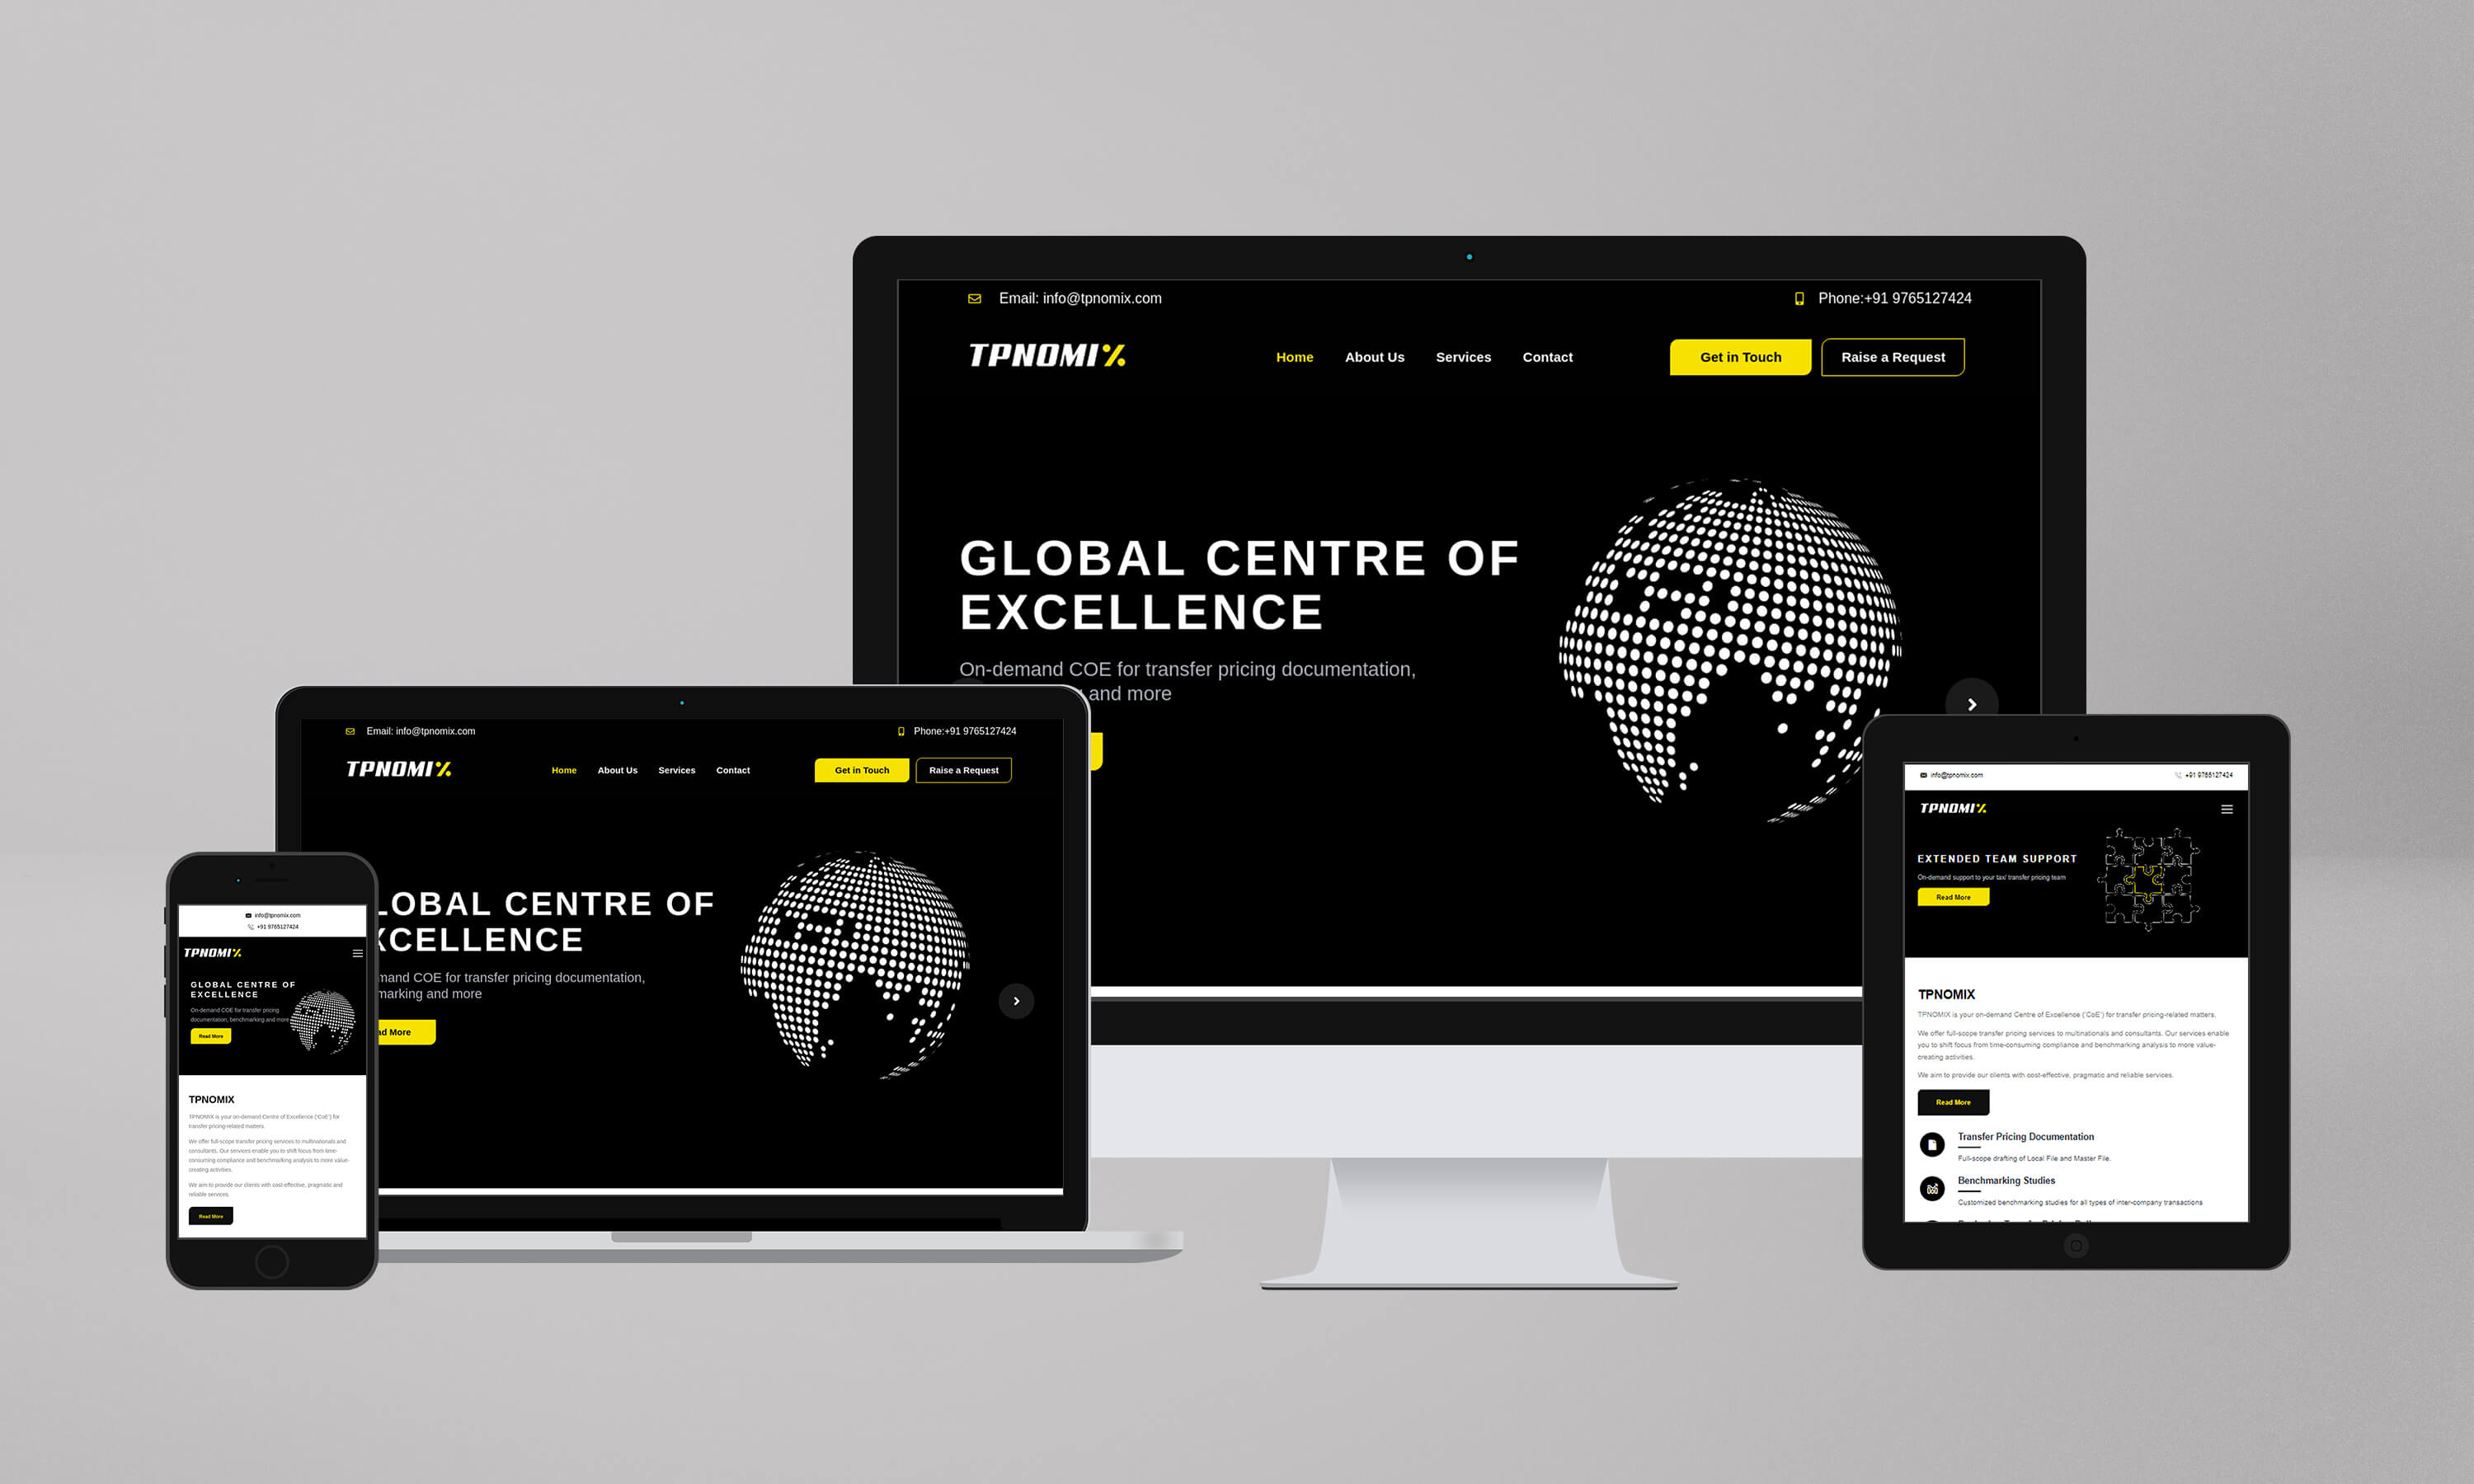 Email: info@tpnomix.com
Phone:+91 9765127424
TPNOMIX
Home About Us Services Contact
Get in Touch
Raise a Request
GLOBAL CENTRE OF
EXCELLENCE
On-demand COE for transfer pricing documentation,
and more
Email: info@tpnomix.com
Phone:+91 9765127424
TPNOMIX
Home About Us Services Contact
Get in Touch
Raise a Request
LOBAL CENTRE OF
XCELLENCE
mand COE for transfer pricing documentation,
marking and more
ad More
info@tpnomix.com
+91 9765127424
TPNOMIX
GLOBAL CENTRE OF
EXCELLENCE
On-demand COE for transfer pricing
documentation, benchmarking and more
Read More
TPNOMIX
TPNOMIX is your on-demand Centre of Excellence ('CoE') for
transfer pricing-related matters.
We offer full-scope transfer pricing services to multinationals and
consultants. Our services enable you to shift focus from time-
consuming compliance and benchmarking analysis to more value-
creating activities.
We aim to provide our clients with cost-effective, pragmatic and
reliable services.
Read More
info@tpnomix.com
+91 9765127424
TPNOMIX
EXTENDED TEAM SUPPORT
On-demand support to your tax/ transfer pricing team
Read More
TPNOMIX
TPNOMIX is your on-demand Centre of Excellence ('CoE') for transfer pricing-related matters.
We offer full-scope transfer pricing services to multinationals and consultants. Our services enable
you to shift focus from time-consuming compliance and benchmarking analysis to more value-
creating activities.
We aim to provide our clients with cost-effective, pragmatic and reliable services.
Read More
Transfer Pricing Documentation
Full-scope drafting of Local File and Master File.
Benchmarking Studies
Customized benchmarking studies for all types of inter-company transactions